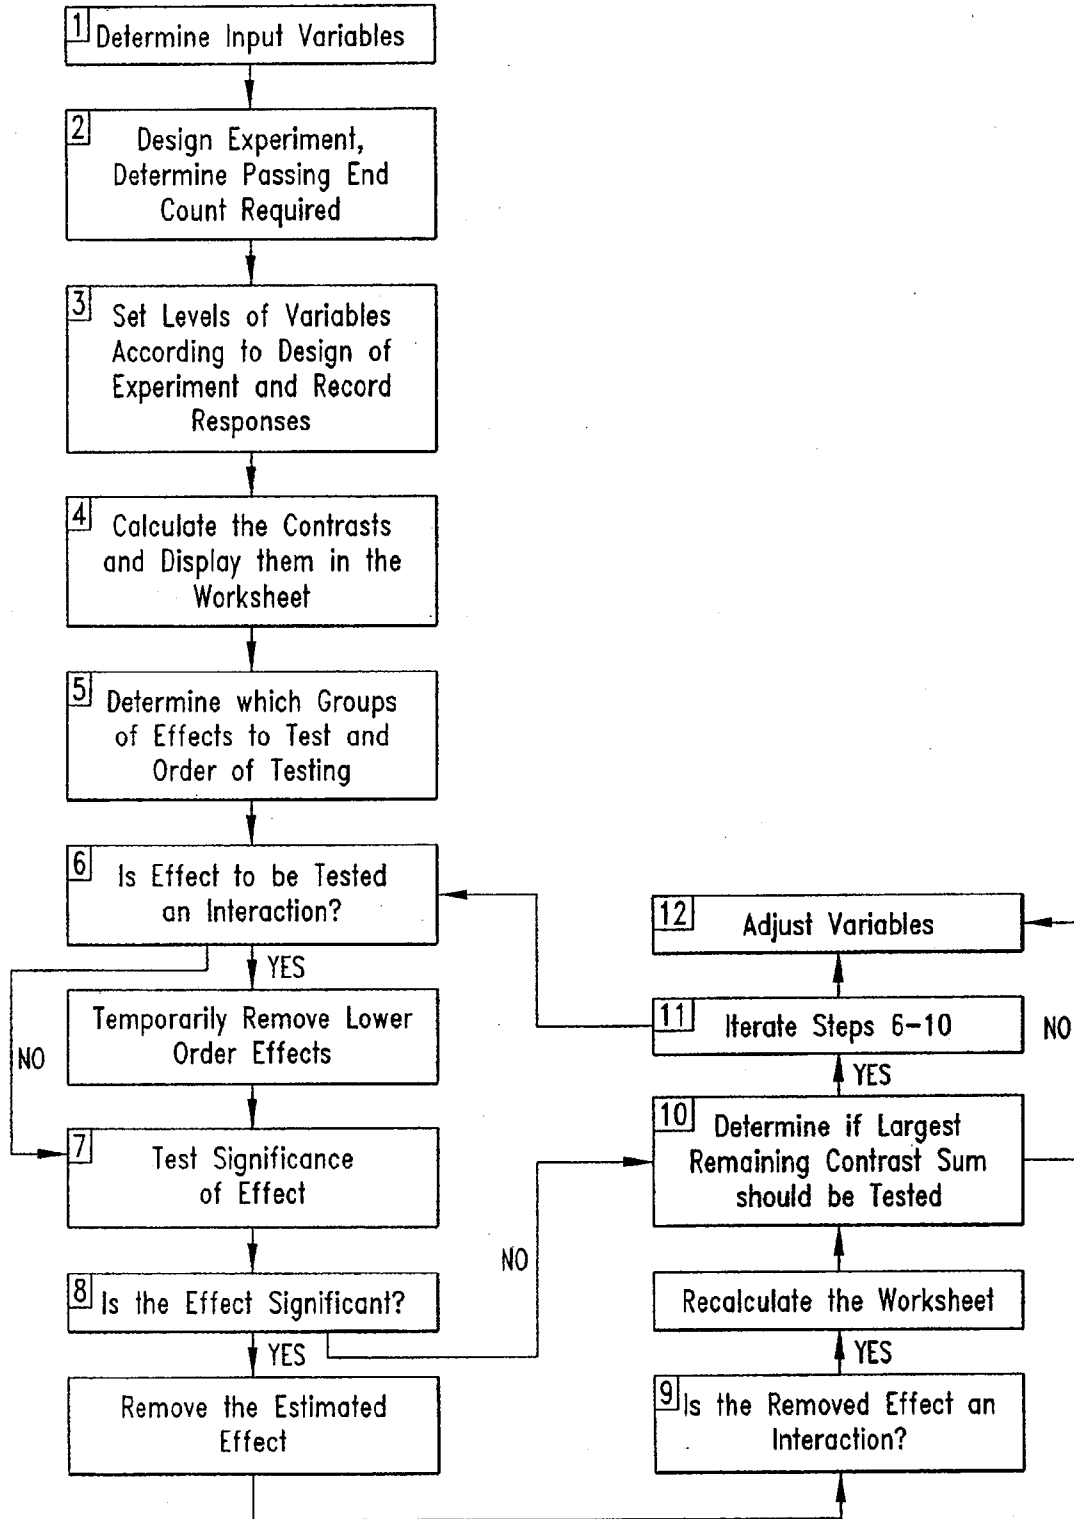 1
Determine Input Variables
2
Design Experiment,
Determine Passing End
Count Required
3
Set Levels of Variables
According to Design of
Experiment and Record
Responses
4
Calculate the Contrasts
and Display them in the
Worksheet
5
Determine which Groups
of Effects to Test and
Order of Testing
6
Is Effect to be Tested
an Interaction?
YES
NO
Temporarily Remove Lower
Order Effects
7
Test Significance
of Effect
8
Is the Effect Significant?
YES
NO
Remove the Estimated
Effect
12
Adjust Variables
11
Iterate Steps 6-10
NO
YES
10
Determine if Largest
Remaining Contrast Sum
should be Tested
Recalculate the Worksheet
YES
9
Is the Removed Effect an
Interaction?